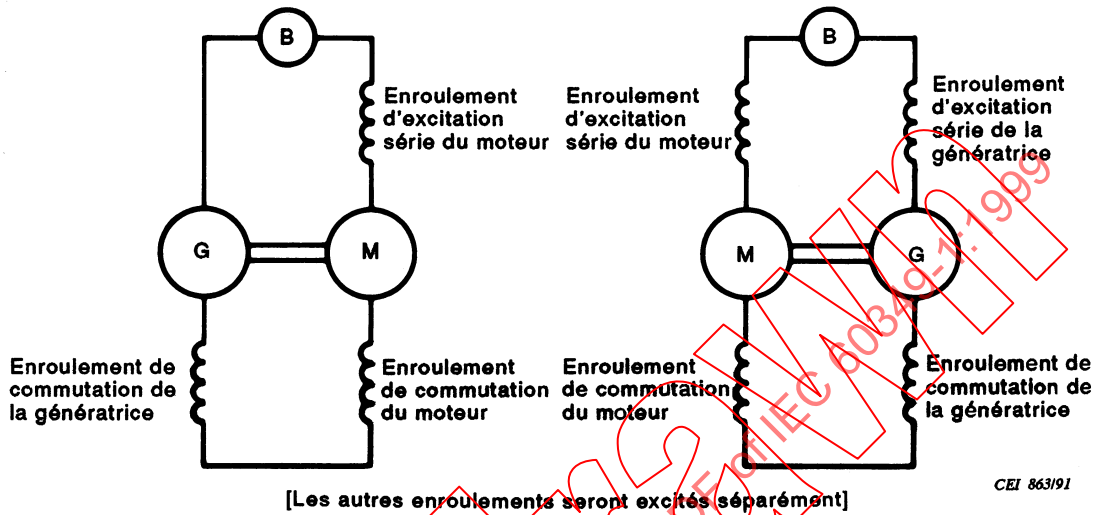 B
Enroulement
d'excitation
série du moteur
G
M
Enroulement de
commutation de
la génératrice
Enroulement
de commutation
du moteur
B
Enroulement
d'excitation
série du moteur
Enroulement
d'excitation
série de la
génératrice
M
G
Enroulement
de commutation
du moteur
Enroulement de
commutation de
la génératrice
[Les autres enroulements seront excités séparément]
CEI 863/91
of IEC 60349-1:1999